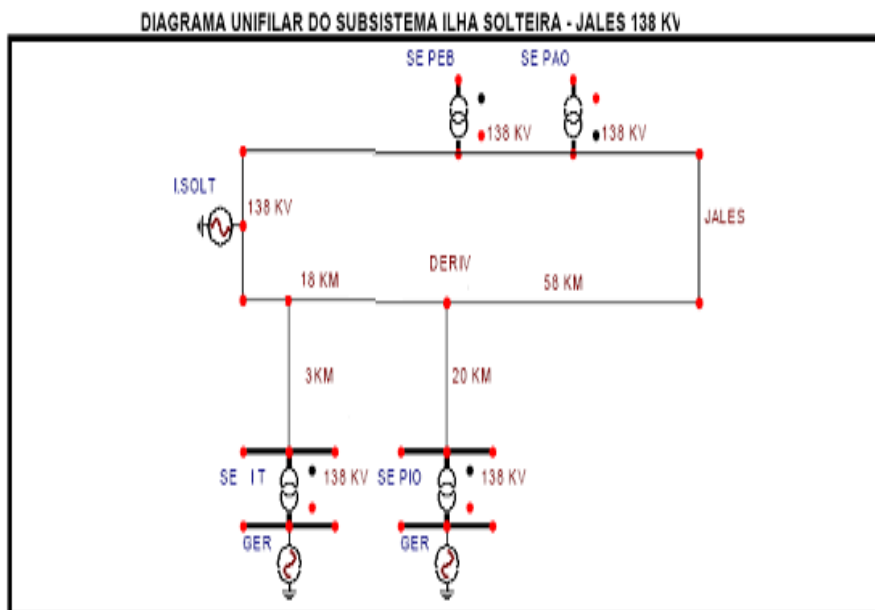 DIAGRAMA UNIFILAR DO SUBSISTEMA ILHA SOLTEIRA - JALES 138 KV
SE PEB
SE PAO
138 KV
138 KV
I.SOLT
138 KV
JALES
DERIV
18 KM
58 KM
3KM
20 KM
SE IT
138 KV
SE PIO
138 KV
GER
GER